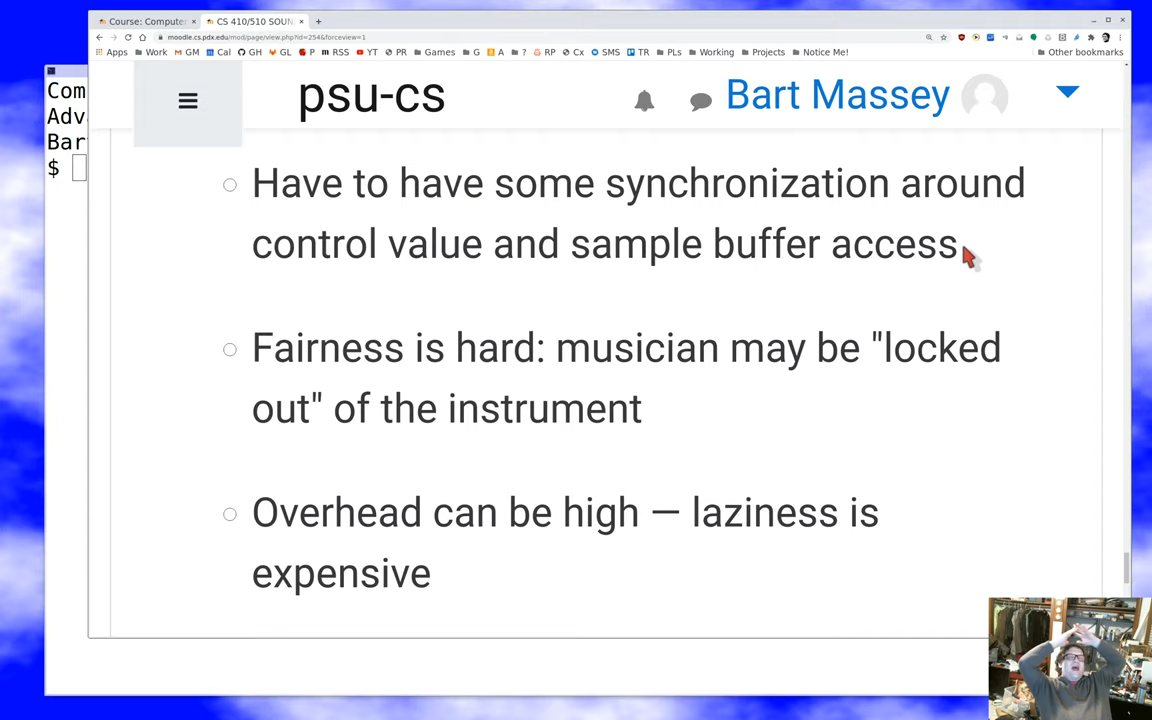 Course: Compute
CS 410/510 SOUN
moodle.cs.pdx.edu/mod/page/view.php?id=254&forceview=1
Apps Work GM Cal GH GL P RSS YT PR Games G A ? RP Cx SMS TR PLs Working Projects Notice Me! Other bookmarks
Com
Adv
Bar
$
psu-cs
Bart Massey
Have to have some synchronization around
control value and sample buffer access
Fairness is hard: musician may be "locked
out" of the instrument
Overhead can be high — laziness is
expensive